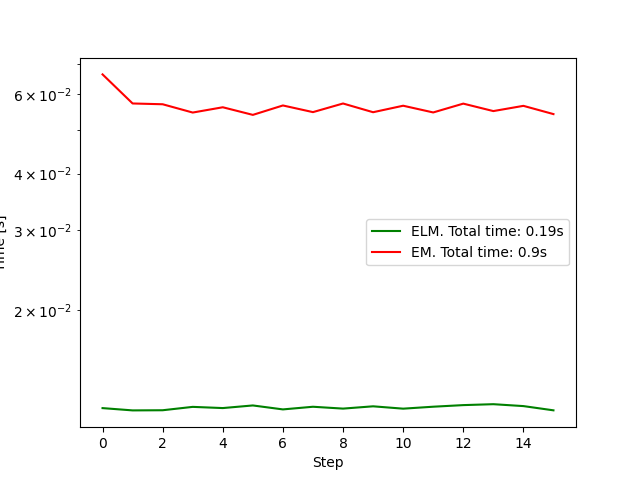 6 × 10⁻²
4 × 10⁻²
3 × 10⁻²
2 × 10⁻²
ELM. Total time: 0.19s
EM. Total time: 0.9s
0 2 4 6 8 10 12 14
Step